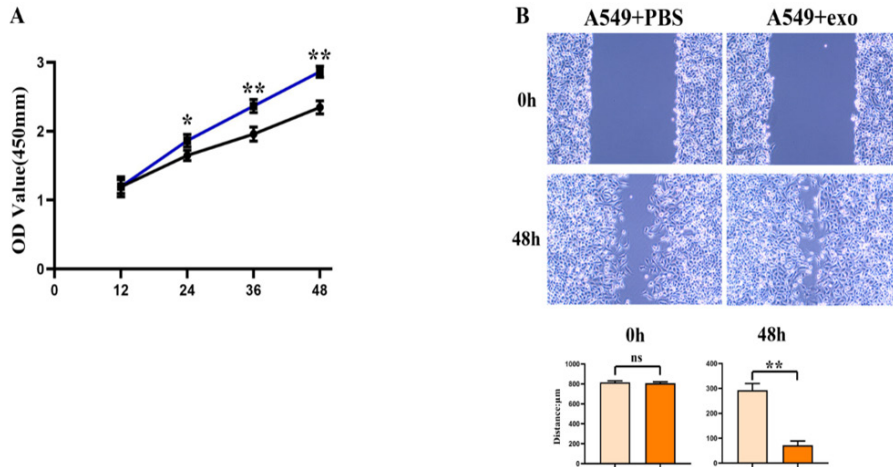 A
OD Value(450mm)
3
2
1
0
0 12 24 36 48
*
**
**
B
A549+PBS A549+exo
0h
48h
0h 48h
Distance:μm
1000
800
600
400
200
0
ns
400
300
200
100
0
**